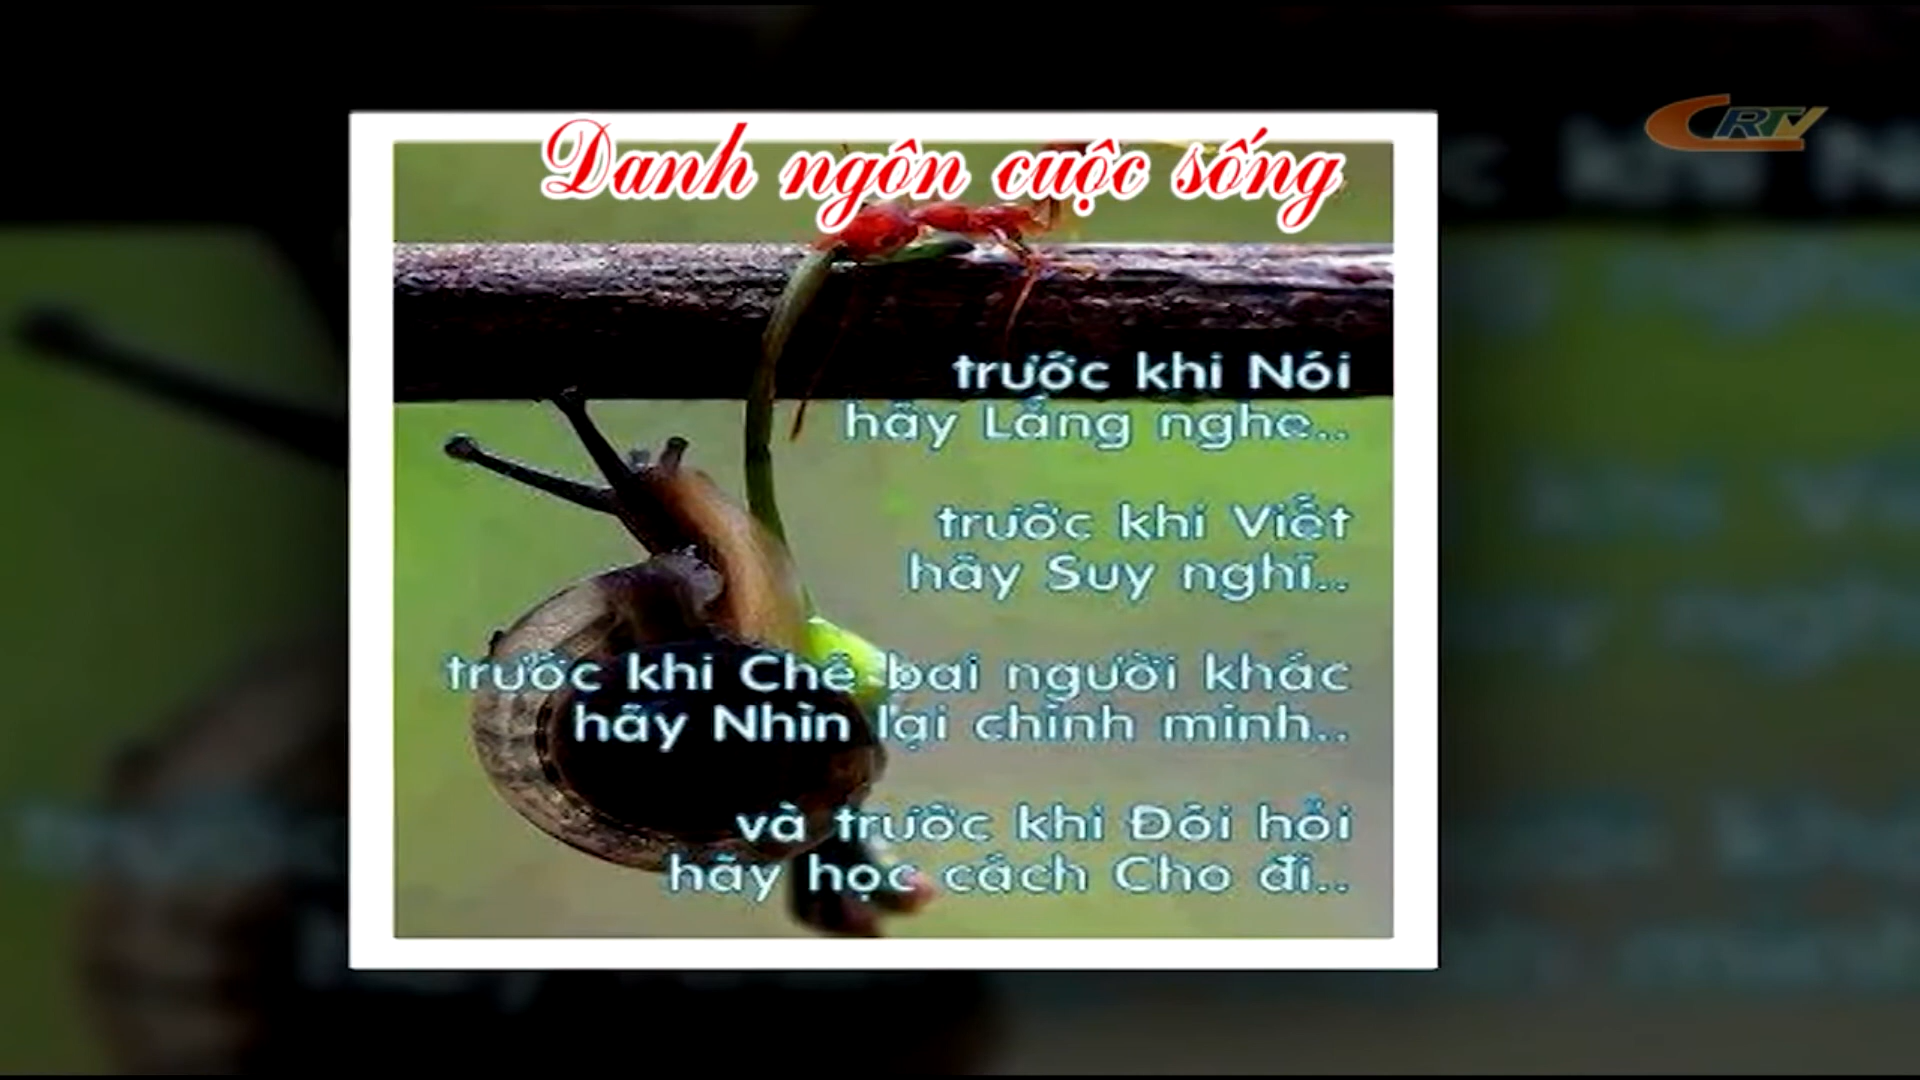 CRTV
Danh ngôn cuộc sống
trước khi Nói
hãy Lắng nghe..
trước khi Viết
hãy Suy nghĩ..
trước khi Chê bai người khác
hãy Nhìn lại chính mình..
và trước khi Đòi hỏi
hãy học cách Cho đi..